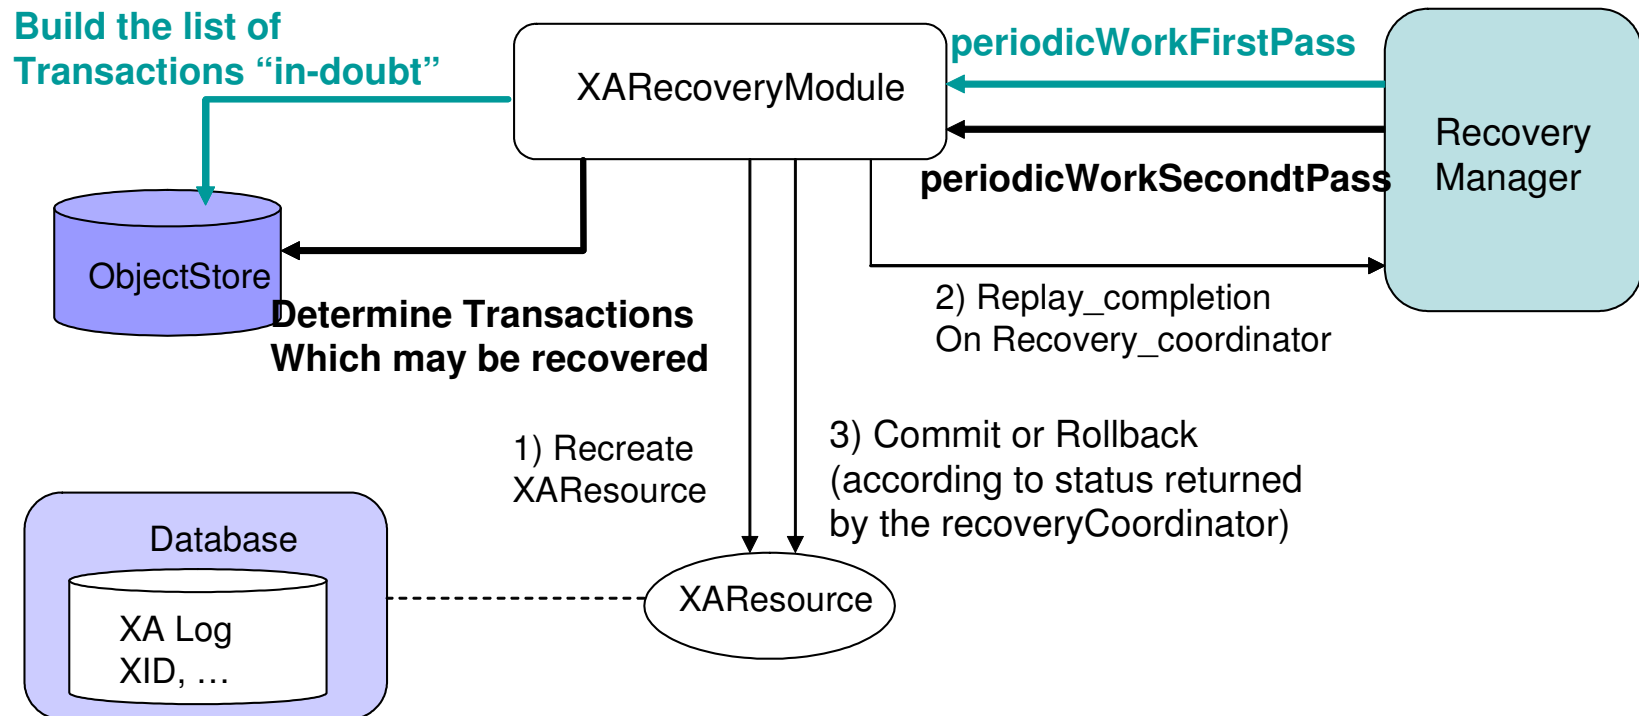 Build the list of
Transactions “in-doubt”
XARecoveryModule
periodicWorkFirstPass
periodicWorkSecondtPass
Recovery
Manager
ObjectStore
Determine Transactions
Which may be recovered
2) Replay_completion
On Recovery_coordinator
1) Recreate
XAResource
3) Commit or Rollback
(according to status returned
by the recoveryCoordinator)
Database
XA Log
XID, …
XAResource